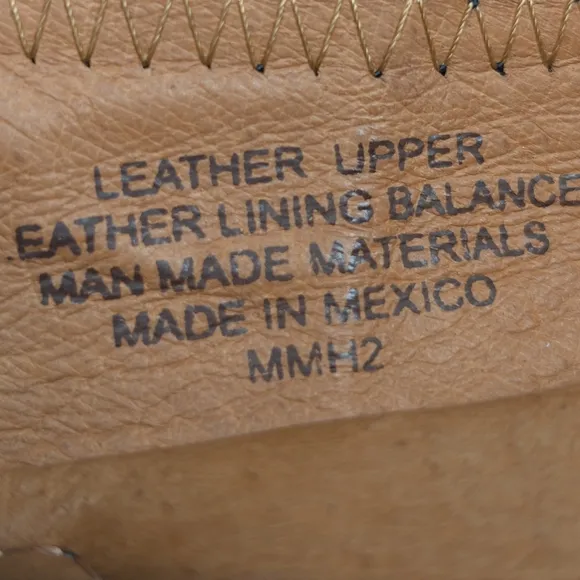 LEATHER UPPER
EATHER LINING BALANCE
MAN MADE MATERIALS
MADE IN MEXICO
MMH2